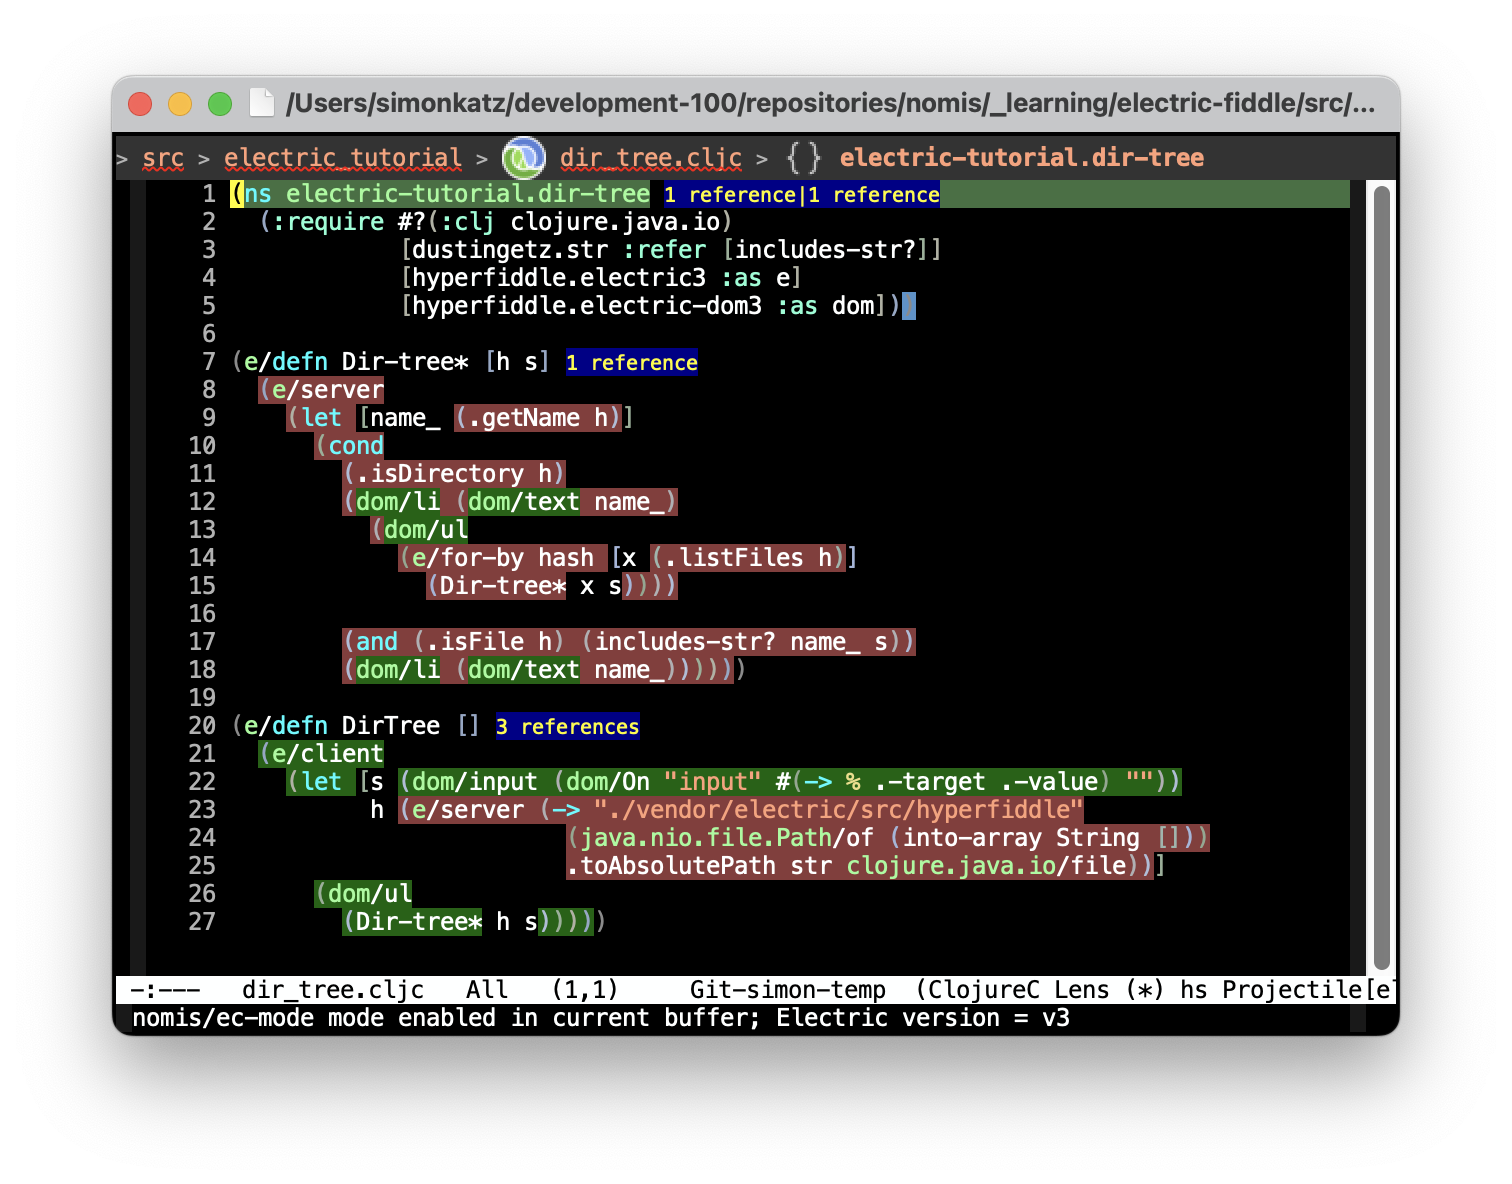 /Users/simonkatz/development-100/repositories/nomis/_learning/electric-fiddle/src/...
> src > electric_tutorial > dir_tree.cljc > {} electric-tutorial.dir-tree
1 (ns electric-tutorial.dir-tree 1 reference|1 reference
2   (:require #?(:clj clojure.java.io)
3             [dustingetz.str :refer [includes-str?]]
4             [hyperfiddle.electric3 :as e]
5             [hyperfiddle.electric-dom3 :as dom]))
6
7 (e/defn Dir-tree* [h s] 1 reference
8   (e/server
9     (let [name_ (.getName h)]
10       (cond
11         (.isDirectory h)
12         (dom/li (dom/text name_)
13           (dom/ul
14             (e/for-by hash [x (.listFiles h)]
15               (Dir-tree* x s))))
16
17         (and (.isFile h) (includes-str? name_ s))
18         (dom/li (dom/text name_))))))
19
20 (e/defn DirTree [] 3 references
21   (e/client
22     (let [s (dom/input (dom/On "input" #(-> % .-target .-value) ""))
23           h (e/server (-> "./vendor/electric/src/hyperfiddle"
24                         (java.nio.file.Path/of (into-array String []))
25                         .toAbsolutePath str clojure.java.io/file))]
26       (dom/ul
27         (Dir-tree* h s)))))
-:---   dir_tree.cljc   All   (1,1)     Git-simon-temp  (ClojureC Lens (*) hs Projectile[el
nomis/ec-mode mode enabled in current buffer; Electric version = v3